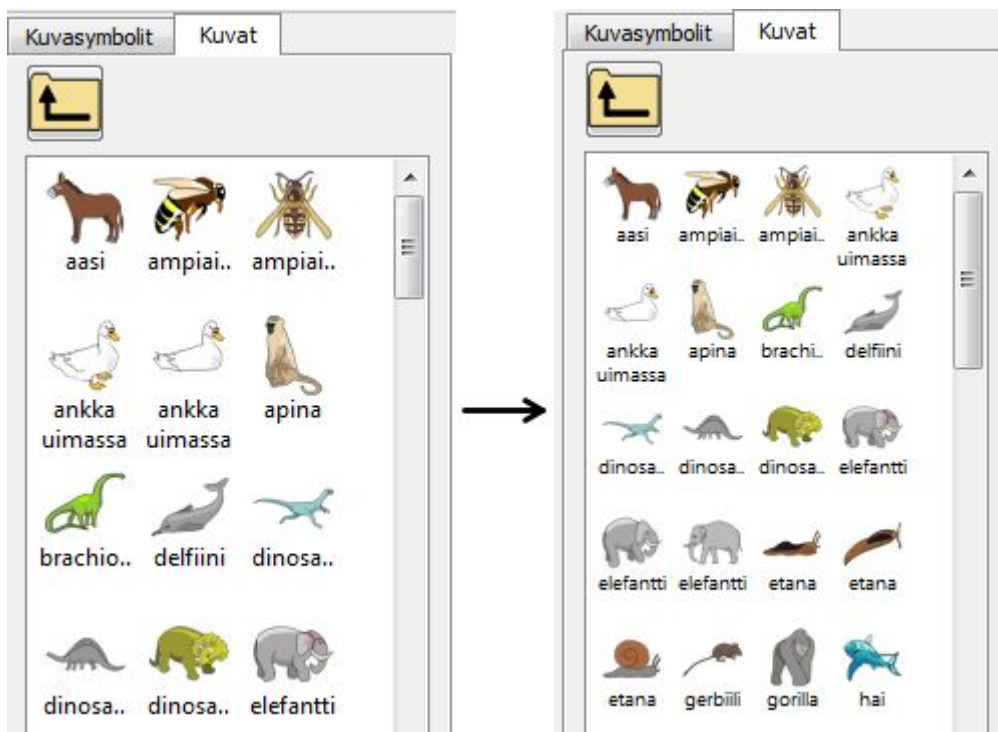 Kuvasymbolit Kuvat
aasi ampiai.. ampiai..
ankka uimassa ankka uimassa apina
brachio.. delfiini dinosa..
dinosa.. dinosa.. elefantti
Kuvasymbolit Kuvat
aasi ampiai.. ampiai.. ankka uimassa
ankka uimassa apina brachi.. delfiini
dinosa.. dinosa.. dinosa.. elefantti
elefantti elefantti etana etana
etana gerbiili gorilla hai